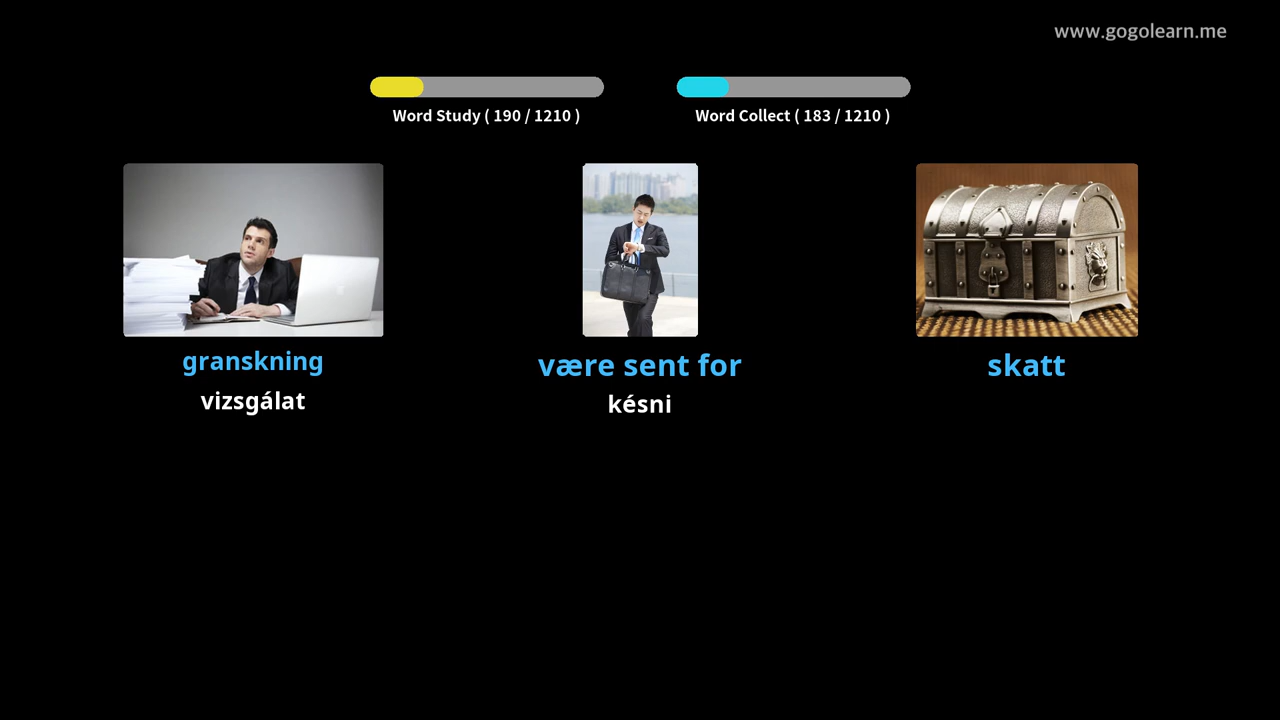 www.gogolearn.me
Word Study ( 190 / 1210 )
Word Collect ( 183 / 1210 )
granskning
vizsgálat
være sent for
késni
skatt